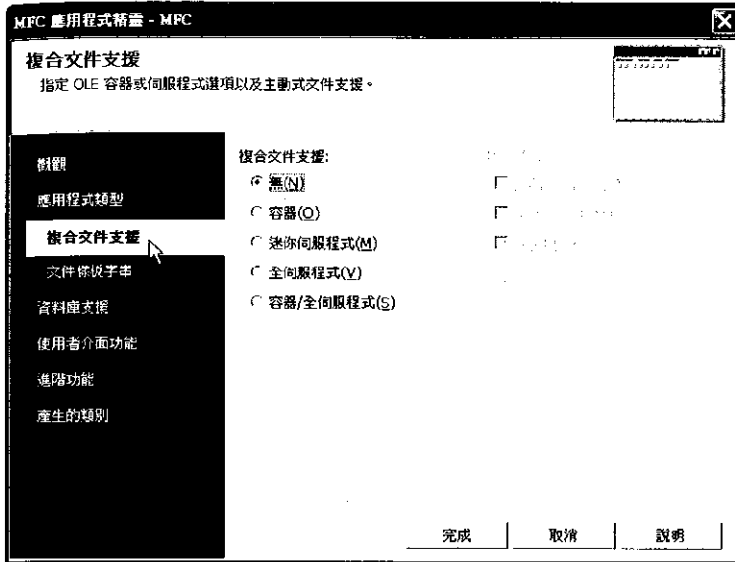 MFC 應用程式精靈 - MFC
複合文件支援
指定 OLE 容器或伺服程式選項以及主動式文件支援。
概觀
應用程式類型
複合文件支援
文件樣板字串
資料庫支援
使用者介面功能
進階功能
產生的類別
複合文件支援:
無(N)
容器(O)
迷你伺服程式(M)
全伺服程式(V)
容器/全伺服程式(S)
完成
取消
說明